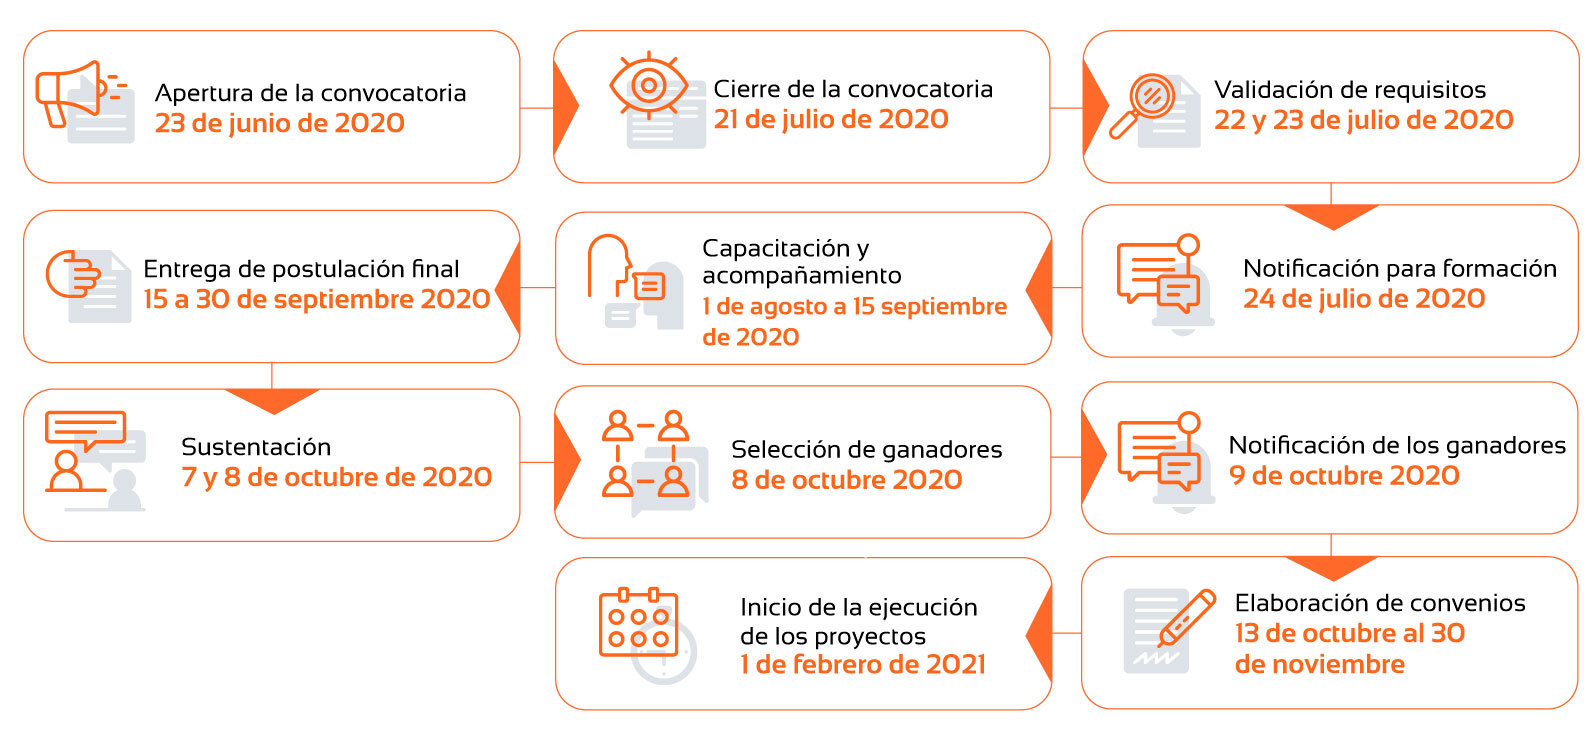 Apertura de la convocatoria
23 de junio de 2020
Cierre de la convocatoria
21 de julio de 2020
Validación de requisitos
22 y 23 de julio de 2020
Notificación para formación
24 de julio de 2020
Capacitación y
acompañamiento
1 de agosto a 15 septiembre
de 2020
Entrega de postulación final
15 a 30 de septiembre 2020
Sustentación
7 y 8 de octubre de 2020
Selección de ganadores
8 de octubre 2020
Notificación de los ganadores
9 de octubre 2020
Elaboración de convenios
13 de octubre al 30
de noviembre
Inicio de la ejecución
de los proyectos
1 de febrero de 2021